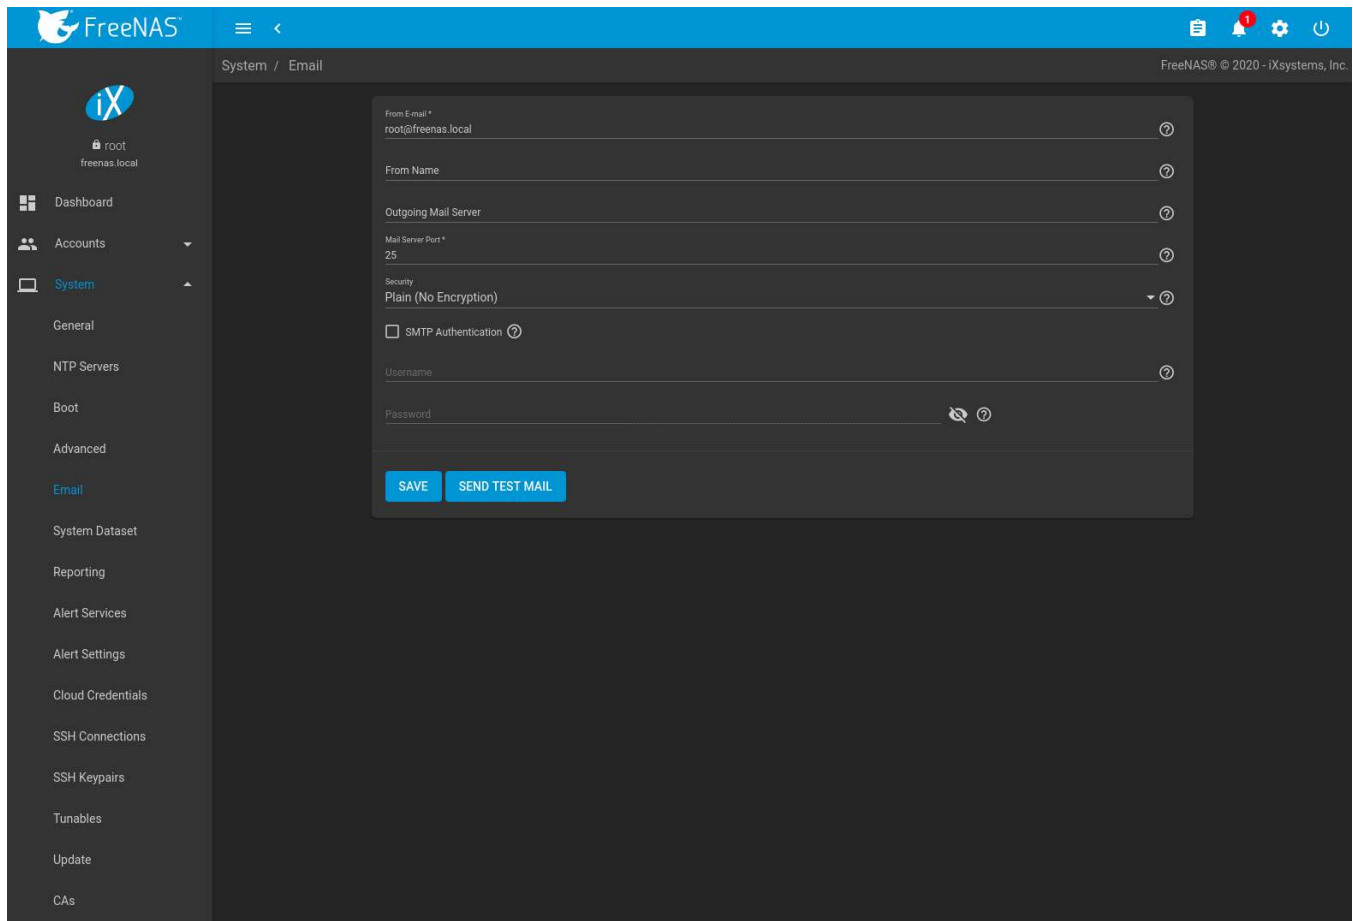 FreeNAS™
1
System / Email
FreeNAS® © 2020 - iXsystems, Inc.
iX
root
freenas.local
Dashboard
Accounts
System
General
NTP Servers
Boot
Advanced
Email
System Dataset
Reporting
Alert Services
Alert Settings
Cloud Credentials
SSH Connections
SSH Keypairs
Tunables
Update
CAs
From E-mail *
root@freenas.local
From Name
Outgoing Mail Server
Mail Server Port *
25
Security
Plain (No Encryption)
SMTP Authentication
Username
Password
SAVE
SEND TEST MAIL